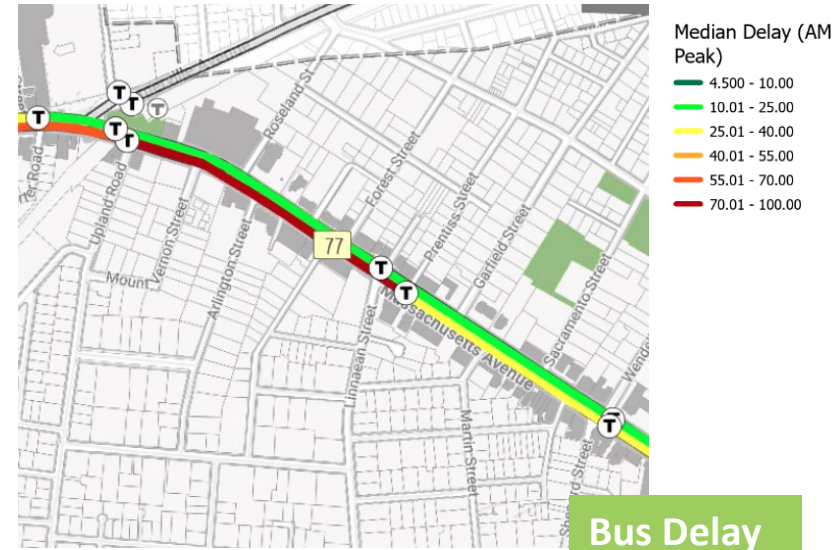 Median Delay (AM
Peak)
4.500 - 10.00
10.01 - 25.00
25.01 - 40.00
40.01 - 55.00
55.01 - 70.00
70.01 - 100.00
T
T
T
T
T
T
Roseland St
Upland Road
Mount Vernon Street
Arlington Street
Forest Street
77
Prentiss Street
T
T
Garfield Street
Linnaean Street
Massachusetts Avenue
Sacramento Street
Martin Street
T
Bus Delay